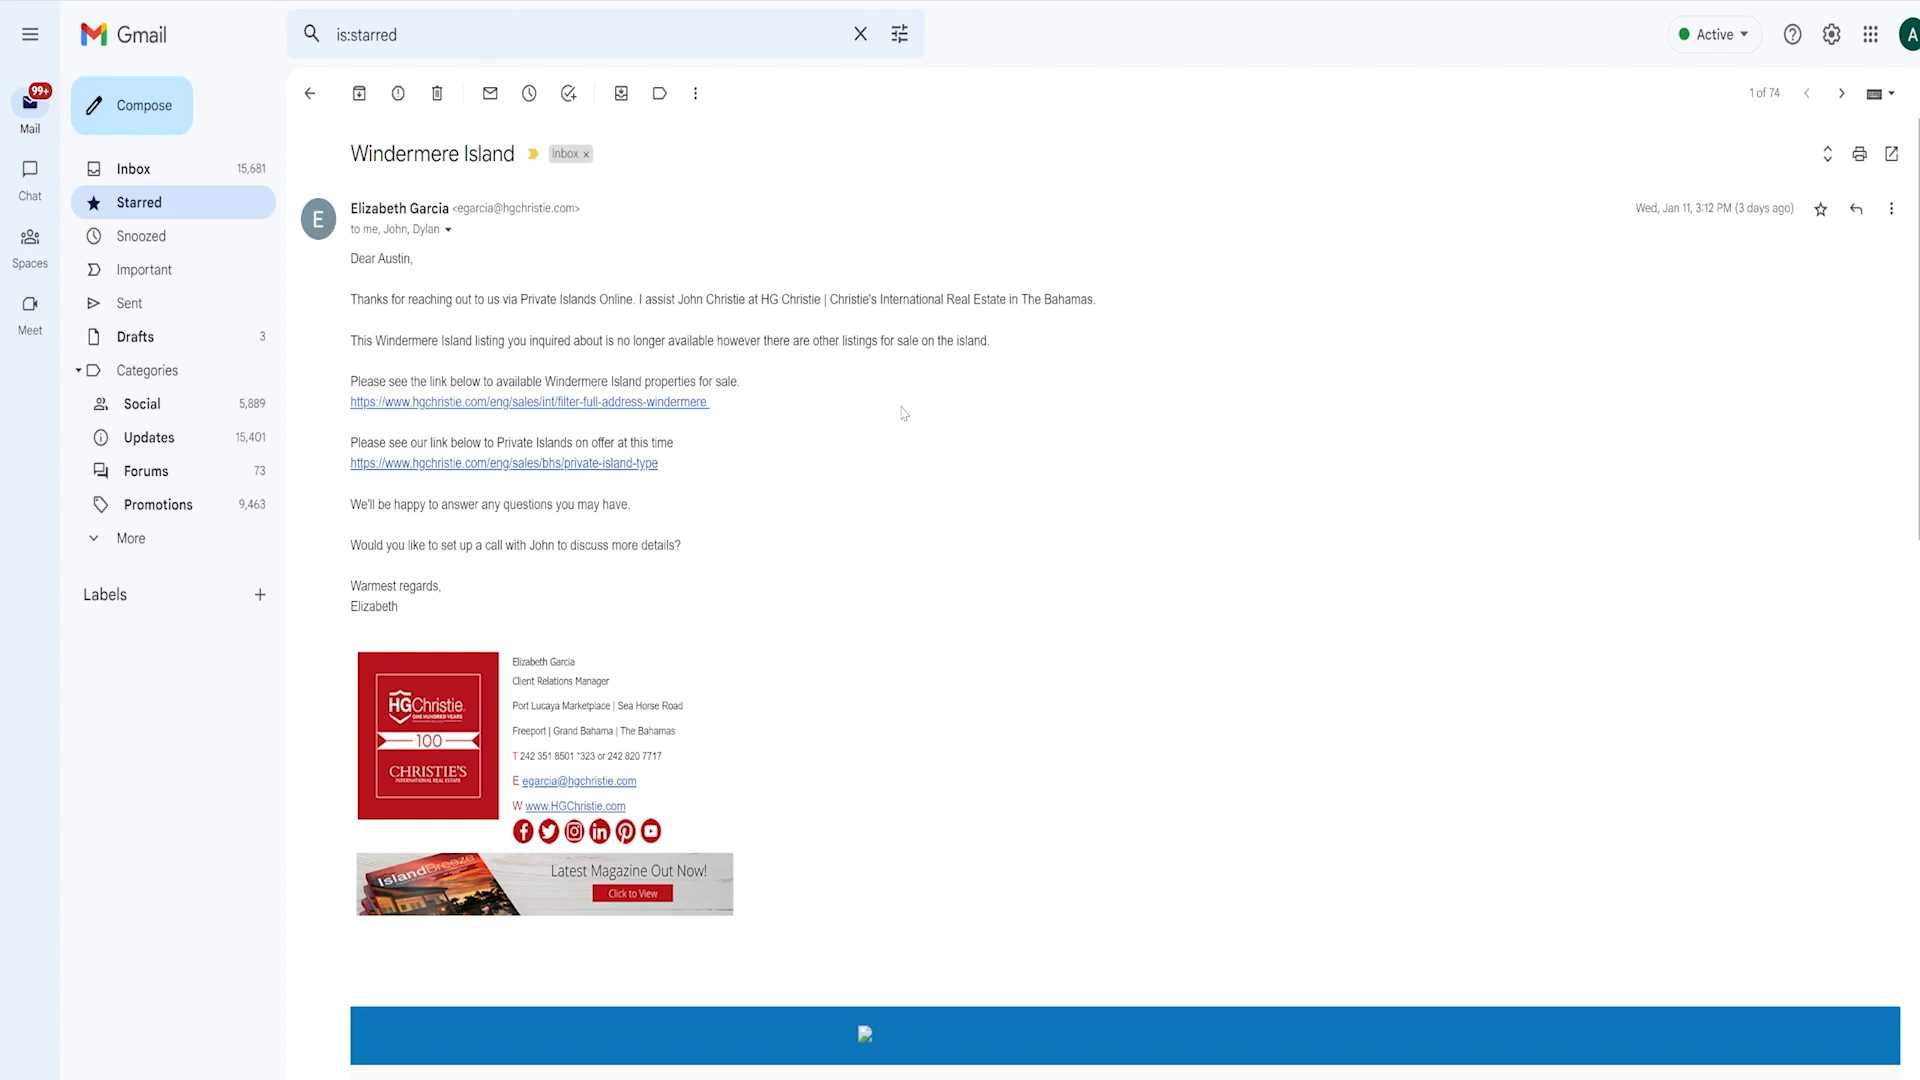 Gmail
is:starred
Active
A
99+
Mail
Chat
Spaces
Meet
Compose
Inbox 15,681
Starred
Snoozed
Important
Sent
Drafts 3
Categories
Social 5,889
Updates 15,401
Forums 73
Promotions 9,463
More
Labels
1 of 74
Windermere Island
Inbox x
E
Elizabeth Garcia <egarcia@hgchristie.com>
Wed, Jan 11, 3:12 PM (3 days ago)
to me, John, Dylan
Dear Austin,
Thanks for reaching out to us via Private Islands Online. I assist John Christie at HG Christie | Christie's International Real Estate in The Bahamas.
This Windermere Island listing you inquired about is no longer available however there are other listings for sale on the island.
Please see the link below to available Windermere Island properties for sale.
https://www.hgchristie.com/eng/sales/int/filter-full-address-windermere
Please see our link below to Private Islands on offer at this time
https://www.hgchristie.com/eng/sales/bhs/private-island-type
We'll be happy to answer any questions you may have.
Would you like to set up a call with John to discuss more details?
Warmest regards,
Elizabeth
HGChristie
ONE HUNDRED YEARS
100
CHRISTIE'S
INTERNATIONAL REAL ESTATE
Elizabeth Garcia
Client Relations Manager
Port Lucaya Marketplace | Sea Horse Road
Freeport | Grand Bahama | The Bahamas
T 242 351 8501 *323 or 242 820 7717
E egarcia@hgchristie.com
W www.HGChristie.com
IslandBreeze
Latest Magazine Out Now!
Click to View